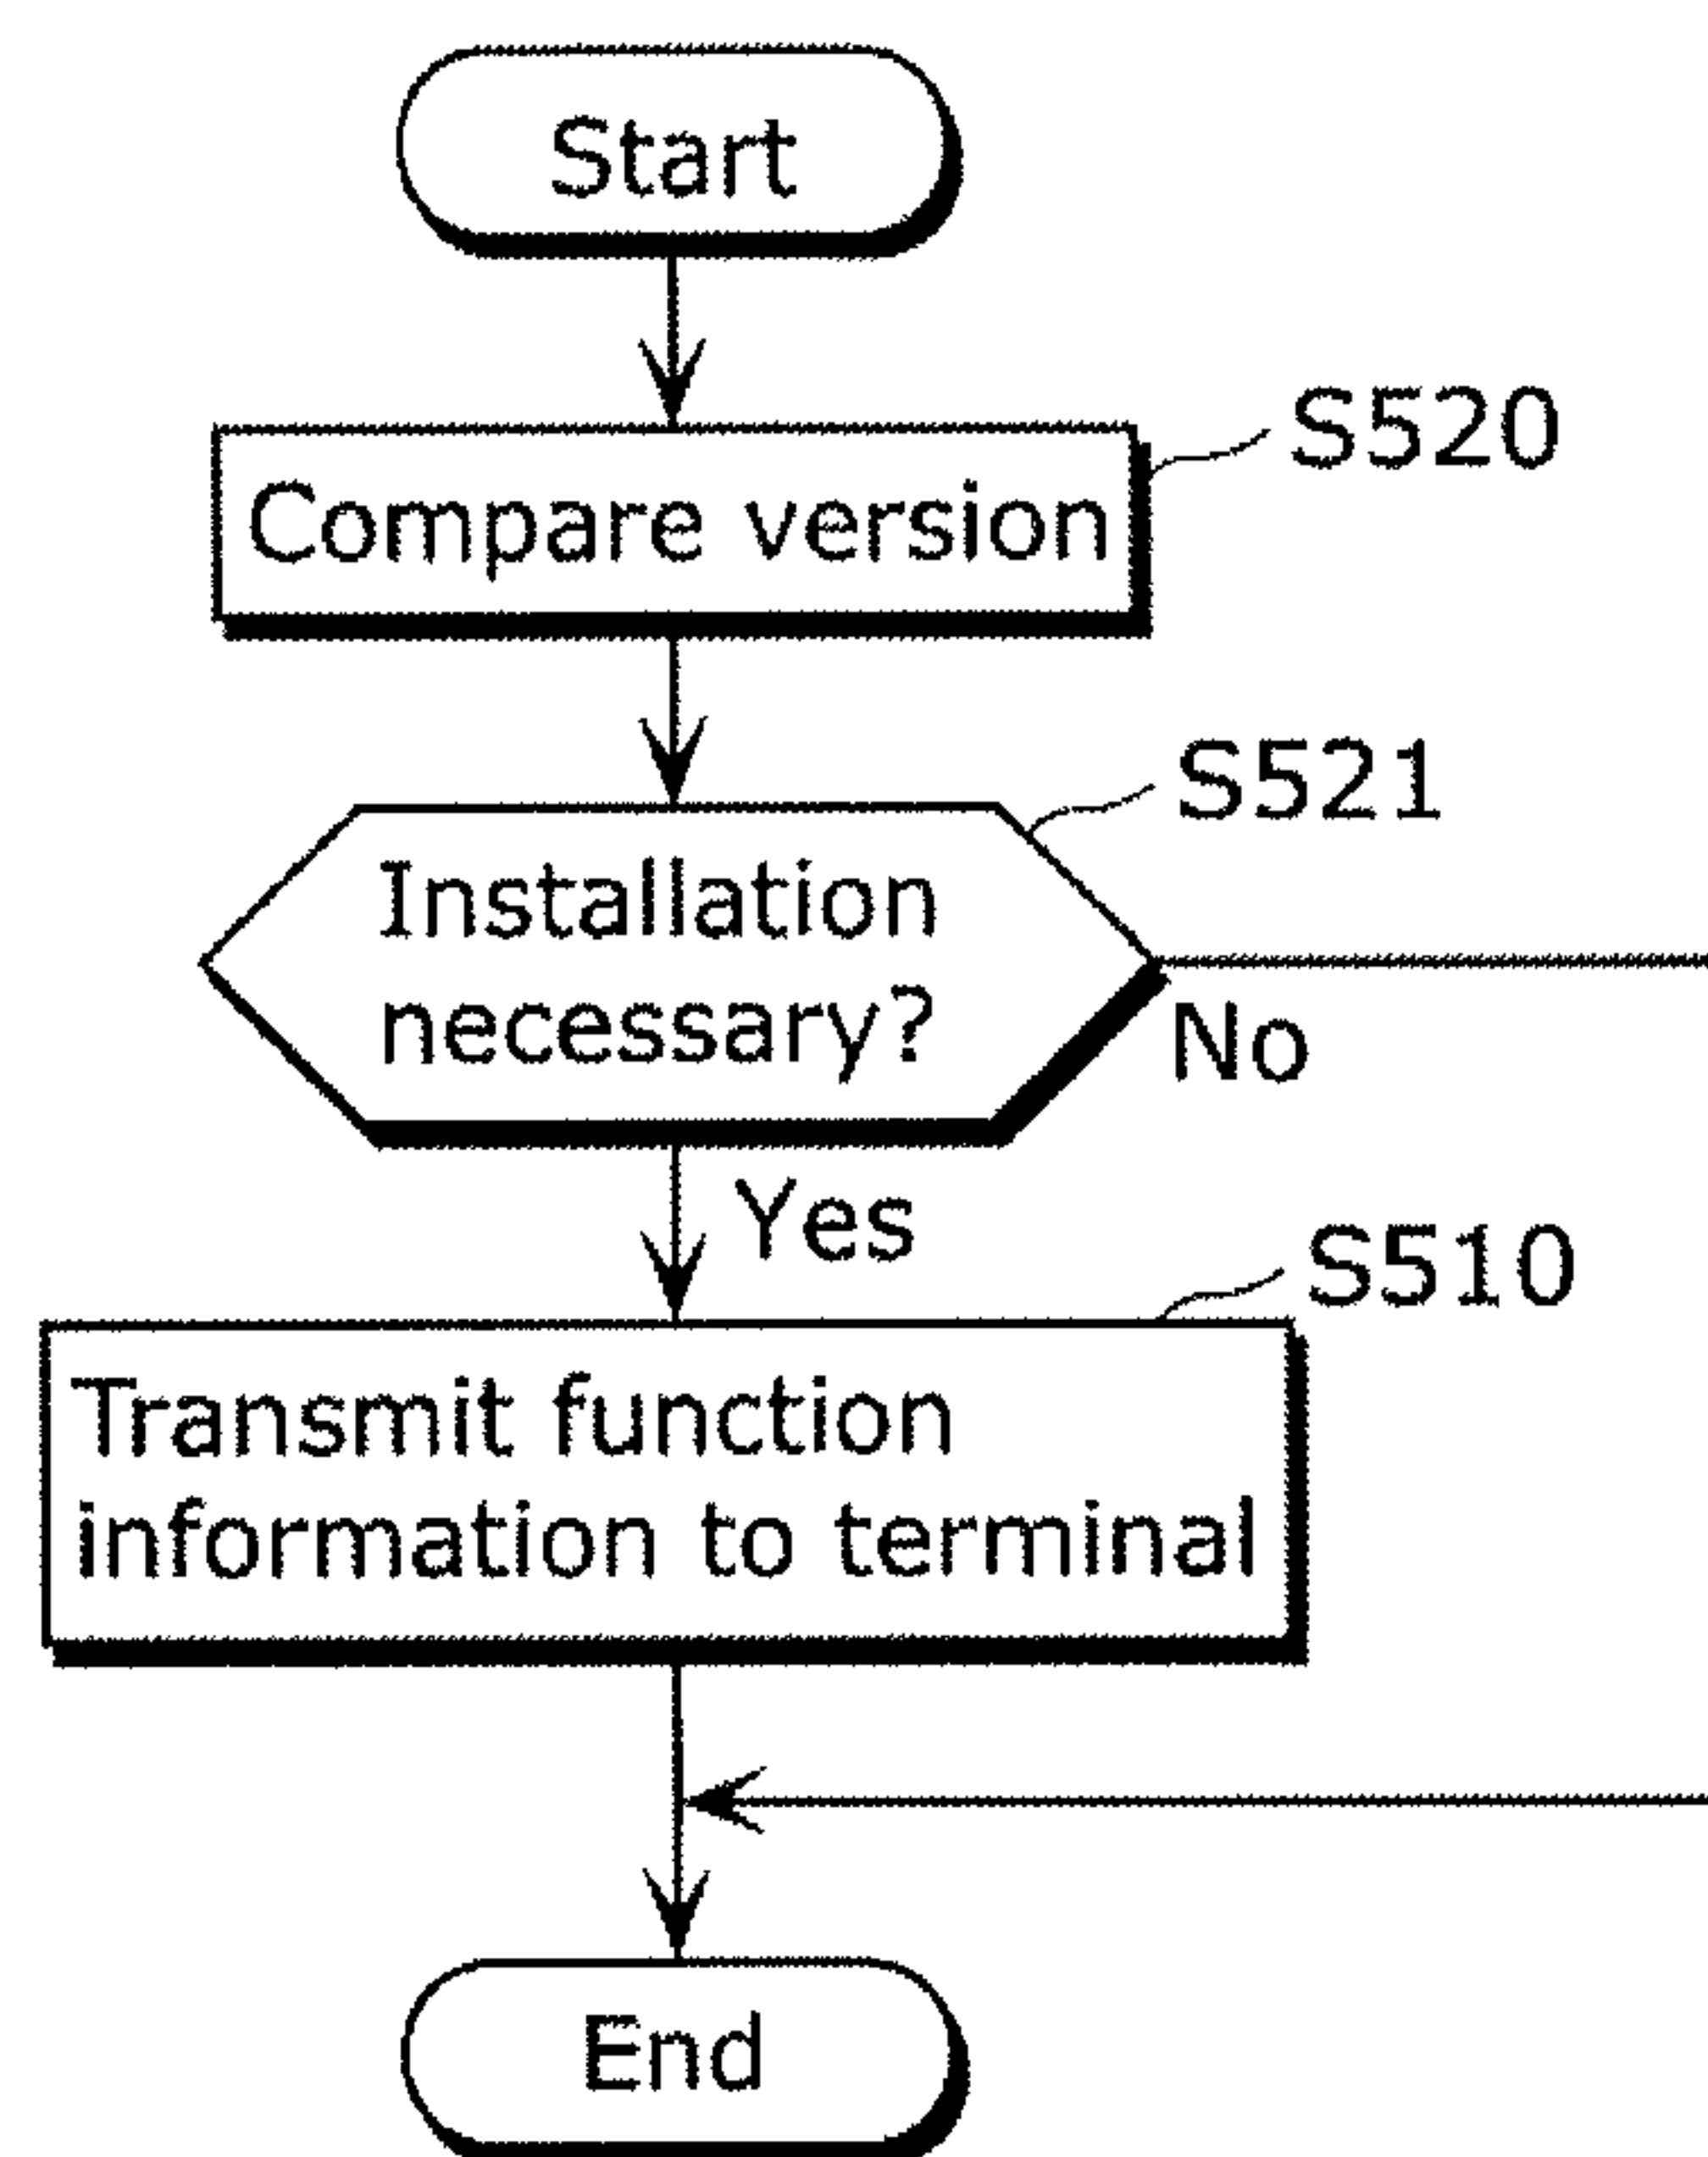 Start
S520
Compare version
S521
Installation
necessary?
No
Yes
S510
Transmit function
information to terminal
End